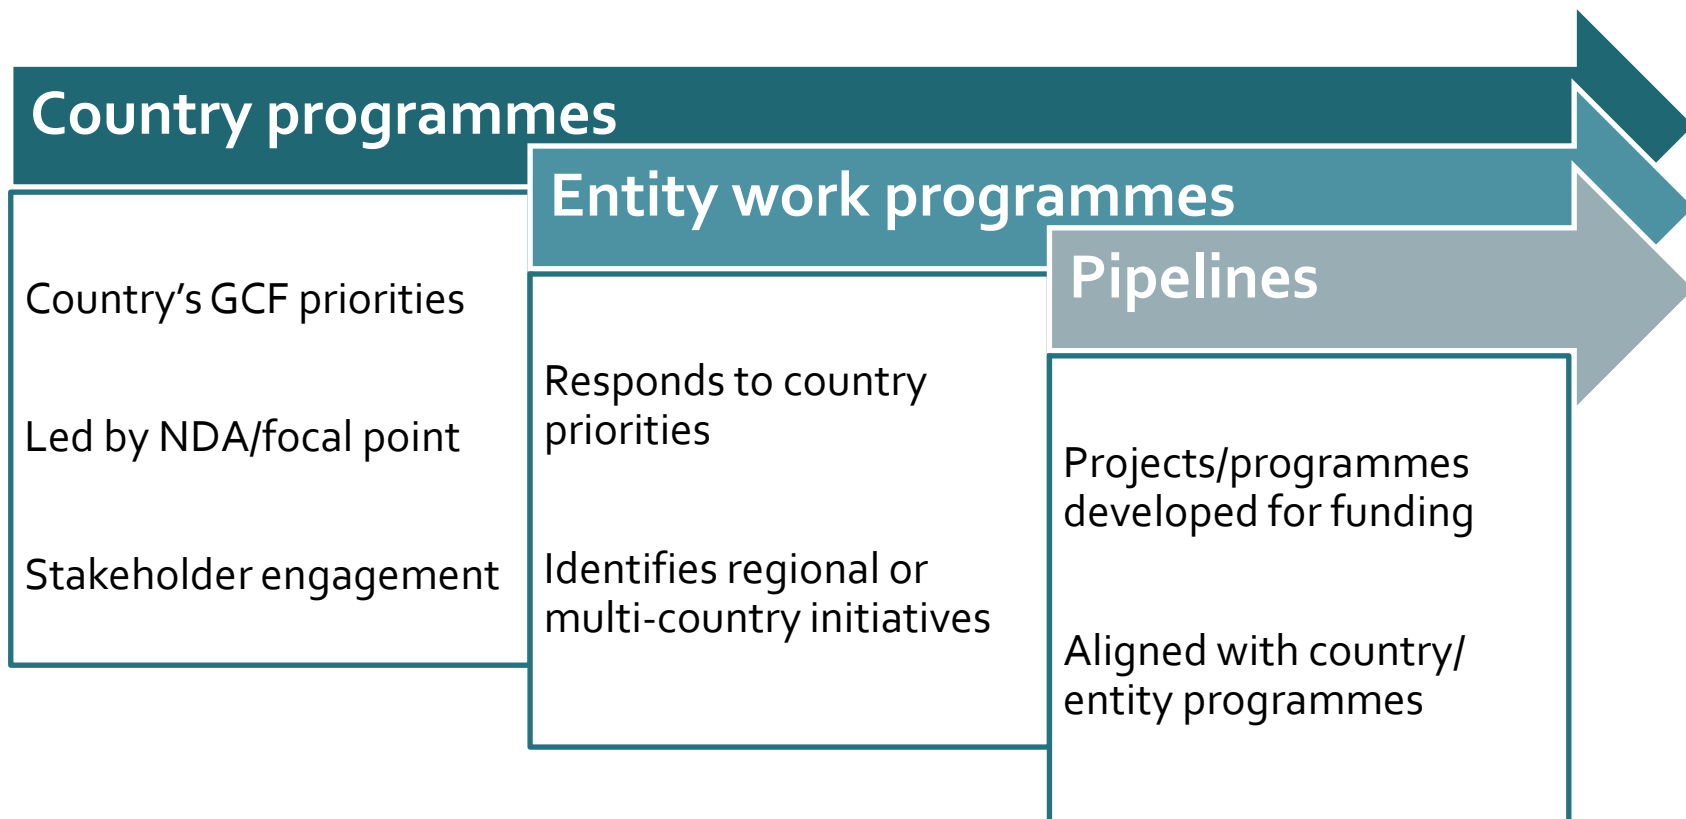 Country programmes
Country’s GCF priorities
Led by NDA/focal point
Stakeholder engagement
Entity work programmes
Responds to country
priorities
Identifies regional or
multi-country initiatives
Pipelines
Projects/programmes
developed for funding
Aligned with country/
entity programmes